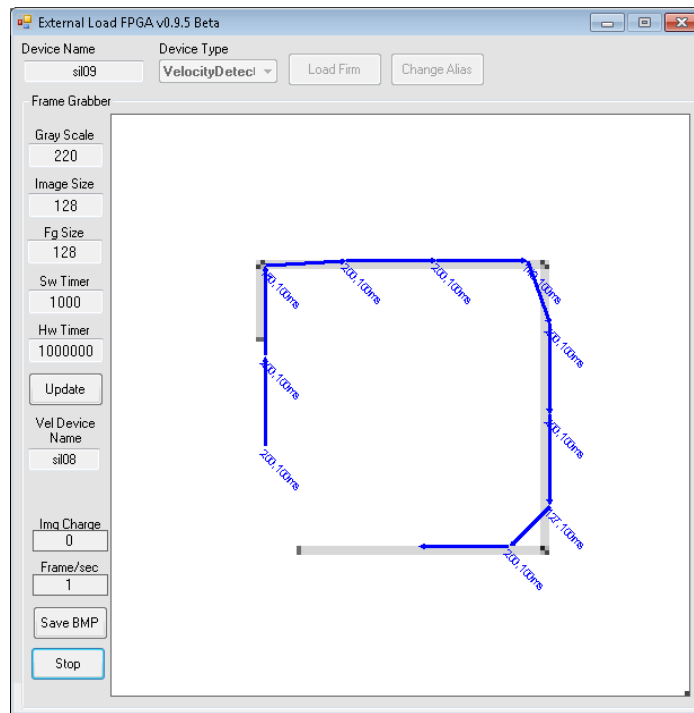 External Load FPGA v0.9.5 Beta
Device Name
Device Type
sil09
VelocityDetect
Load Firm
Change Alias
Frame Grabber
Gray Scale
220
Image Size
128
Fg Size
128
Sw Timer
1000
Hw Timer
1000000
Update
Vel Device
Name
sil08
Img Charge
0
Frame/sec
1
Save BMP
Stop
200,100ms
200,100ms
200,100ms
200,100ms
200,100ms
200,100ms
127,100ms
200,100ms